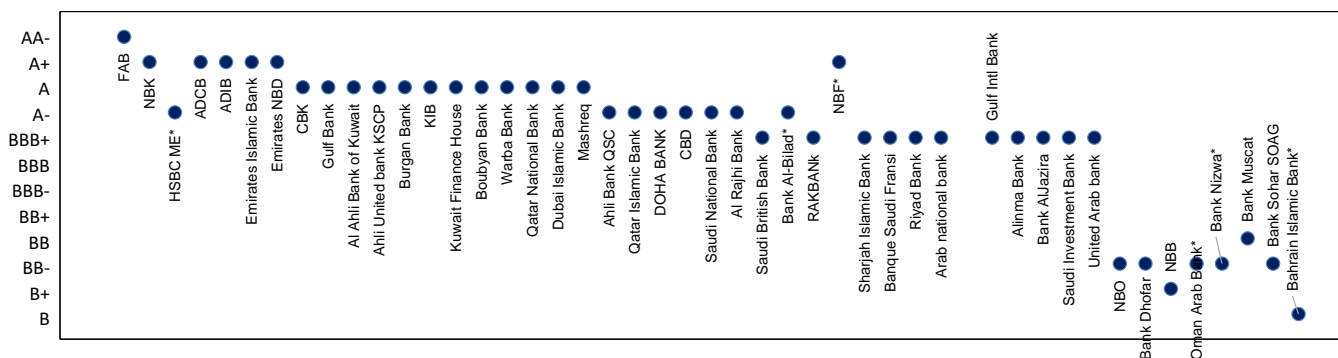 AA-
A+
A
A-
BBB+
BBB
BBB-
BB+
BB
BB-
B+
B
FAB
NBK
HSBC ME*
ADCB
ADIB
Emirates Islamic Bank
Emirates NBD
CBK
Gulf Bank
Al Ahli Bank of Kuwait
Ahli United bank KSCP
Burgan Bank
KIB
Kuwait Finance House
Boubyan Bank
Warba Bank
Qatar National Bank
Dubai Islamic Bank
Mashreq
Ahli Bank QSC
Qatar Islamic Bank
DOHA BANK
CBD
Saudi National Bank
Al Rajhi Bank
Saudi British Bank
Bank Al-Bilad*
RAKBANk
NBF*
Sharjah Islamic Bank
Banque Saudi Fransi
Riyad Bank
Arab national bank
Gulf Intl Bank
Alinma Bank
Bank AlJazira
Saudi Investment Bank
United Arab bank
NBO
Bank Dhofar
NBB
Oman Arab Bank*
Bank Nizwa*
Bank Muscat
Bank Sohar SOAG
Bahrain Islamic Bank*